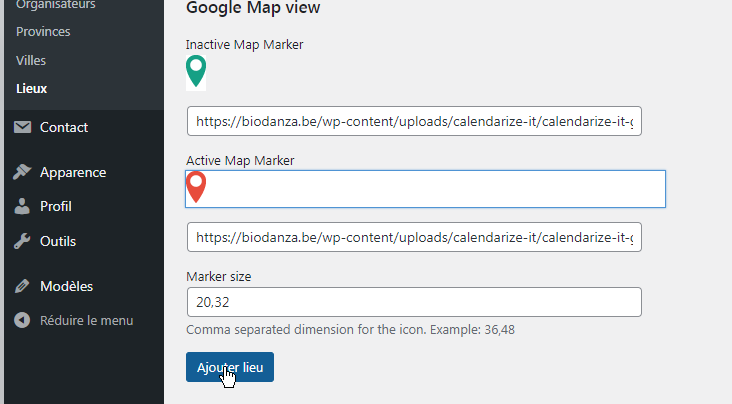 Organisateurs
Provinces
Villes
Lieux
Contact
Apparence
Profil
Outils
Modèles
Réduire le menu
Google Map view
Inactive Map Marker
https://biodanza.be/wp-content/uploads/calendarize-it/calendarize-it-g
Active Map Marker
https://biodanza.be/wp-content/uploads/calendarize-it/calendarize-it-g
Marker size
20,32
Comma separated dimension for the icon. Example: 36,48
Ajouter lieu